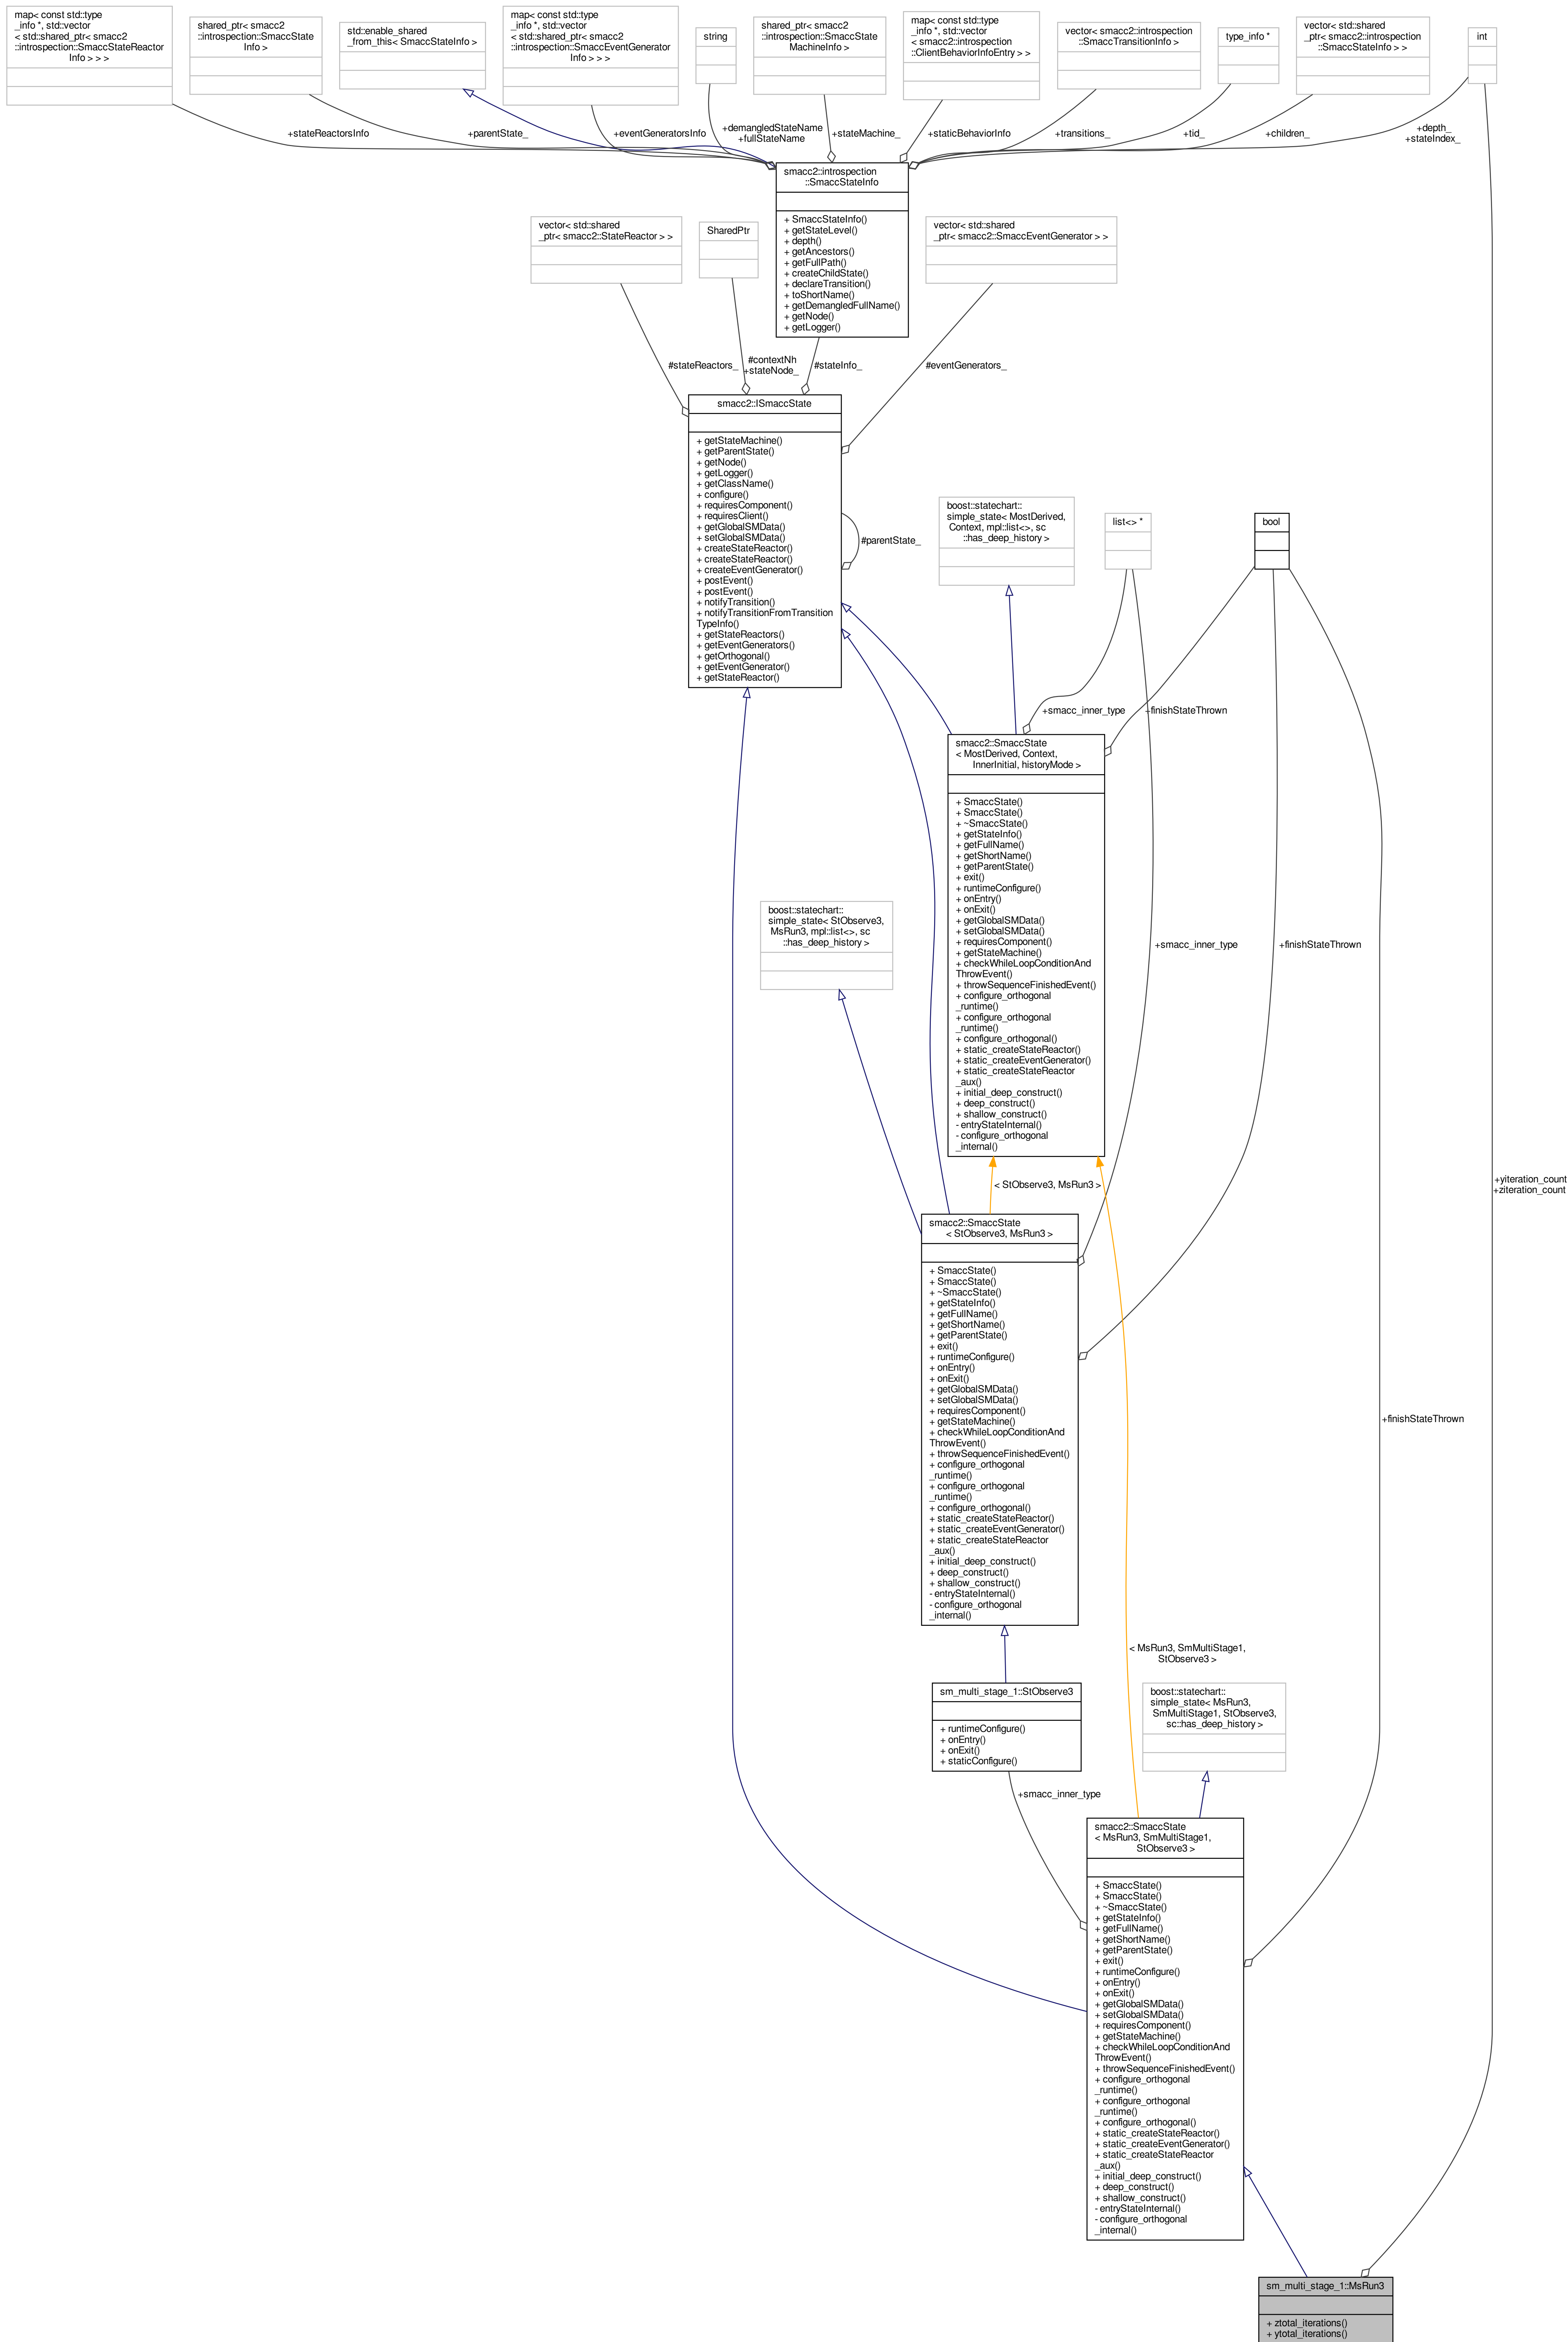 map< const std::type
_info *, std::vector
< std::shared_ptr< smacc2
::introspection::SmaccStateReactor
Info > > >
shared_ptr< smacc2
::introspection::SmaccState
Info >
std::enable_shared
_from_this< SmaccStateInfo >
map< const std::type
_info *, std::vector
< std::shared_ptr< smacc2
::introspection::SmaccEventGenerator
Info > > >
string
shared_ptr< smacc2
::introspection::SmaccState
MachineInfo >
map< const std::type
_info *, std::vector
< smacc2::introspection
::ClientBehaviorInfoEntry > >
vector< smacc2::introspection
::SmaccTransitionInfo >
type_info *
vector< std::shared
_ptr< smacc2::introspection
::SmaccStateInfo > >
int
+stateReactorsInfo
+parentState_
+eventGeneratorsInfo
+demangledStateName
+fullStateName
+stateMachine_
+staticBehaviorInfo
+transitions_
+tid_
+children_
+depth_
+stateIndex_
smacc2::introspection
::SmaccStateInfo
+ SmaccStateInfo()
+ getStateLevel()
+ depth()
+ getAncestors()
+ getFullPath()
+ createChildState()
+ declareTransition()
+ toShortName()
+ getDemangledFullName()
+ getNode()
+ getLogger()
vector< std::shared
_ptr< smacc2::StateReactor > >
SharedPtr
vector< std::shared
_ptr< smacc2::SmaccEventGenerator > >
#stateReactors_
#contextNh
+stateNode_
#stateInfo_
#eventGenerators_
smacc2::ISmaccState
+ getStateMachine()
+ getParentState()
+ getNode()
+ getLogger()
+ getClassName()
+ configure()
+ requiresComponent()
+ requiresClient()
+ getGlobalSMData()
+ setGlobalSMData()
+ createStateReactor()
+ createStateReactor()
+ createEventGenerator()
+ postEvent()
+ postEvent()
+ notifyTransition()
+ notifyTransitionFromTransition
TypeInfo()
+ getStateReactors()
+ getEventGenerators()
+ getOrthogonal()
+ getEventGenerator()
+ getStateReactor()
#parentState_
boost::statechart::
simple_state< MostDerived,
Context, mpl::list<>, sc
::has_deep_history >
list<> *
bool
+smacc_inner_type
+finishStateThrown
smacc2::SmaccState
< MostDerived, Context,
InnerInitial, historyMode >
+ SmaccState()
+ SmaccState()
+ ~SmaccState()
+ getStateInfo()
+ getFullName()
+ getShortName()
+ getParentState()
+ exit()
+ runtimeConfigure()
+ onEntry()
+ onExit()
+ getGlobalSMData()
+ setGlobalSMData()
+ requiresComponent()
+ getStateMachine()
+ checkWhileLoopConditionAnd
ThrowEvent()
+ throwSequenceFinishedEvent()
+ configure_orthogonal
_runtime()
+ configure_orthogonal
_runtime()
+ configure_orthogonal()
+ static_createStateReactor()
+ static_createEventGenerator()
+ static_createStateReactor
_aux()
+ initial_deep_construct()
+ deep_construct()
+ shallow_construct()
- entryStateInternal()
- configure_orthogonal
_internal()
boost::statechart::
simple_state< StObserve3,
MsRun3, mpl::list<>, sc
::has_deep_history >
+smacc_inner_type
+finishStateThrown
< StObserve3, MsRun3 >
+yiteration_count
+ziteration_count
smacc2::SmaccState
< StObserve3, MsRun3 >
+ SmaccState()
+ SmaccState()
+ ~SmaccState()
+ getStateInfo()
+ getFullName()
+ getShortName()
+ getParentState()
+ exit()
+ runtimeConfigure()
+ onEntry()
+ onExit()
+ getGlobalSMData()
+ setGlobalSMData()
+ requiresComponent()
+ getStateMachine()
+ checkWhileLoopConditionAnd
ThrowEvent()
+ throwSequenceFinishedEvent()
+ configure_orthogonal
_runtime()
+ configure_orthogonal
_runtime()
+ configure_orthogonal()
+ static_createStateReactor()
+ static_createEventGenerator()
+ static_createStateReactor
_aux()
+ initial_deep_construct()
+ deep_construct()
+ shallow_construct()
- entryStateInternal()
- configure_orthogonal
_internal()
+finishStateThrown
< MsRun3, SmMultiStage1,
StObserve3 >
sm_multi_stage_1::StObserve3
+ runtimeConfigure()
+ onEntry()
+ onExit()
+ staticConfigure()
boost::statechart::
simple_state< MsRun3,
SmMultiStage1, StObserve3,
sc::has_deep_history >
+smacc_inner_type
smacc2::SmaccState
< MsRun3, SmMultiStage1,
StObserve3 >
+ SmaccState()
+ SmaccState()
+ ~SmaccState()
+ getStateInfo()
+ getFullName()
+ getShortName()
+ getParentState()
+ exit()
+ runtimeConfigure()
+ onEntry()
+ onExit()
+ getGlobalSMData()
+ setGlobalSMData()
+ requiresComponent()
+ getStateMachine()
+ checkWhileLoopConditionAnd
ThrowEvent()
+ throwSequenceFinishedEvent()
+ configure_orthogonal
_runtime()
+ configure_orthogonal
_runtime()
+ configure_orthogonal()
+ static_createStateReactor()
+ static_createEventGenerator()
+ static_createStateReactor
_aux()
+ initial_deep_construct()
+ deep_construct()
+ shallow_construct()
- entryStateInternal()
- configure_orthogonal
_internal()
sm_multi_stage_1::MsRun3
+ ztotal_iterations()
+ ytotal_iterations()